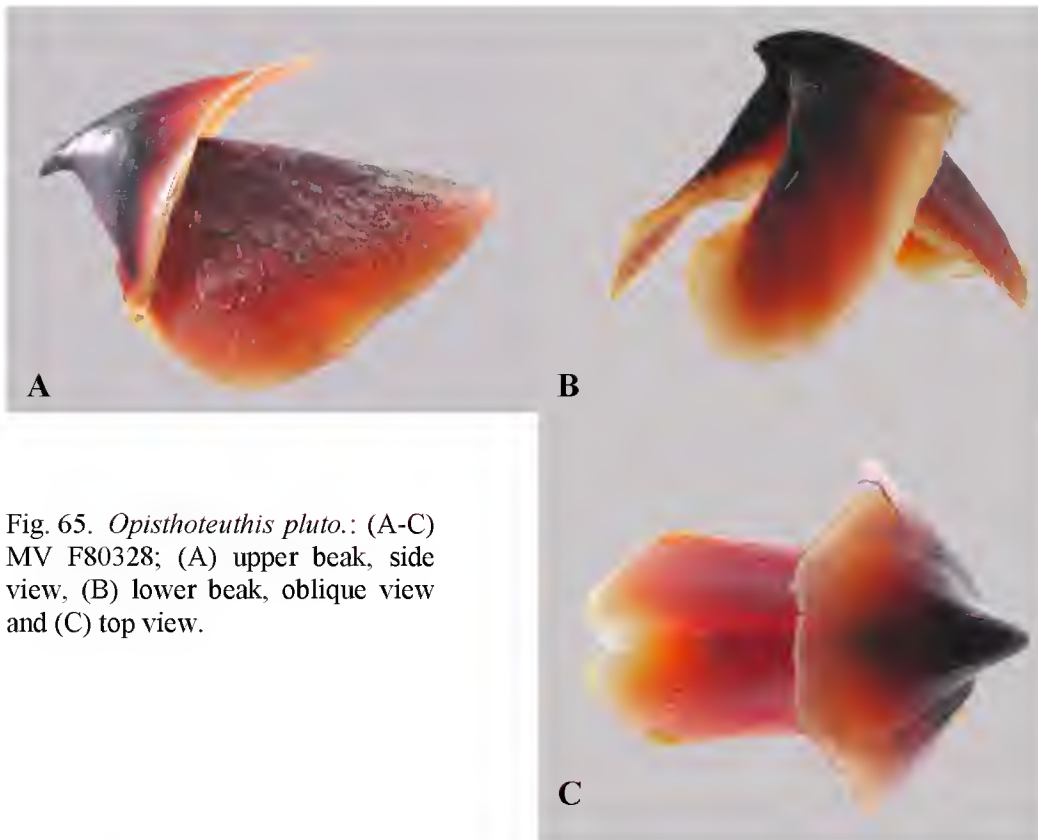 A
B
Fig. 65. Opisthoteuthis pluto.: (A-C)
MV F80328; (A) upper beak, side
view, (B) lower beak, oblique view
and (C) top view.
C